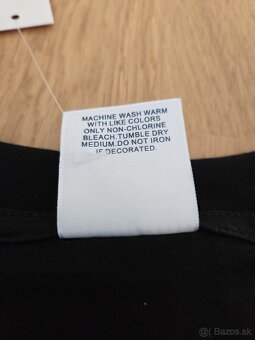 MACHINE WASH WARM
WITH LIKE COLORS
ONLY NON-CHLORINE
BLEACH.TUMBLE DRY
MEDIUM.DO NOT IRON
IF DECORATED.
sbazar.sk